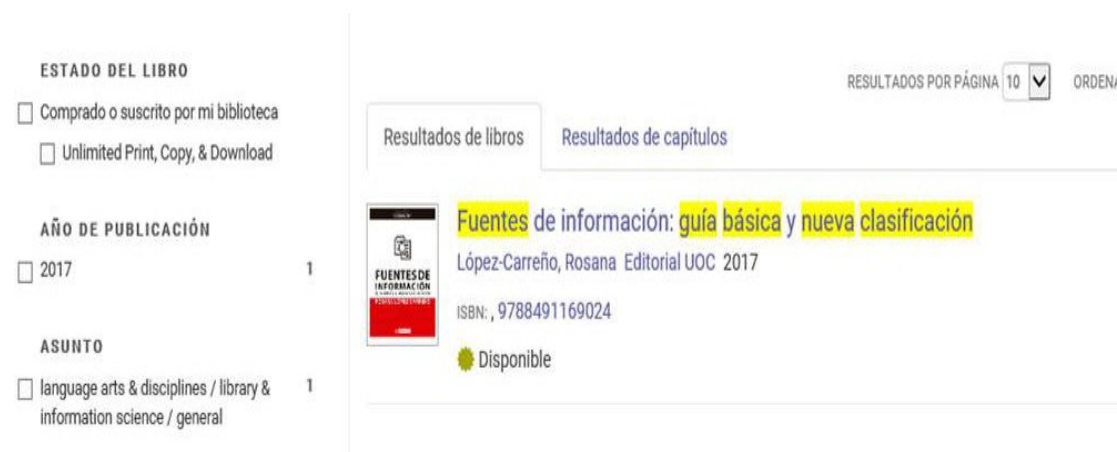 ESTADO DEL LIBRO
Comprado o suscrito por mi biblioteca
Unlimited Print, Copy, & Download
AÑO DE PUBLICACIÓN
2017 1
ASUNTO
language arts & disciplines / library & 1
information science / general
RESULTADOS POR PÁGINA 10 ORDENA
Resultados de libros Resultados de capítulos
FUENTES DE
INFORMACIÓN
Fuentes de información: guía básica y nueva clasificación
López-Carreño, Rosana Editorial UOC 2017
ISBN: , 9788491169024
Disponible